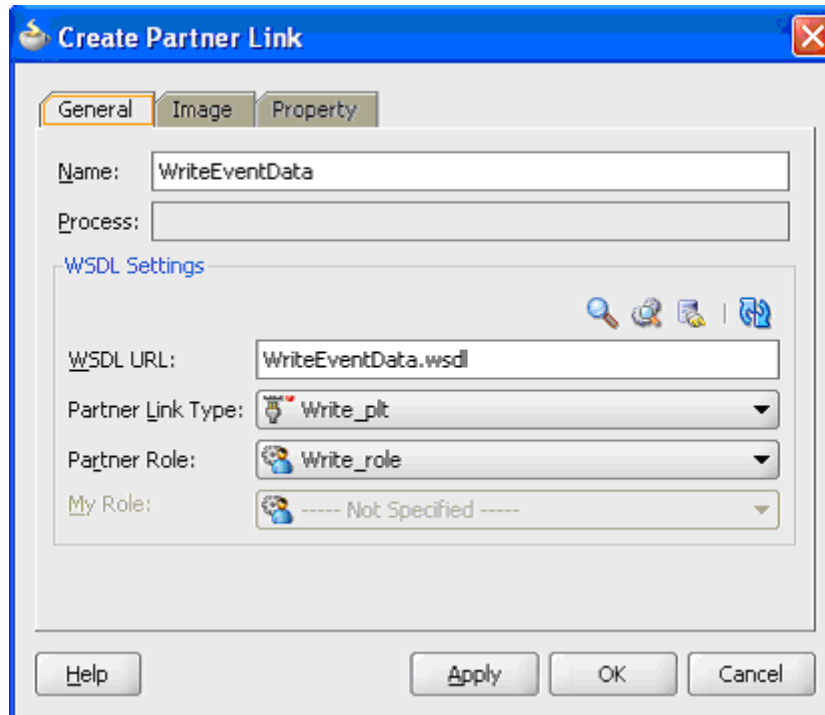 Create Partner Link
General Image Property
Name: WriteEventData
Process:
WSDL Settings
WSDL URL: WriteEventData.wsdl
Partner Link Type: Write_plt
Partner Role: Write_role
My Role: ----- Not Specified -----
Help Apply OK Cancel